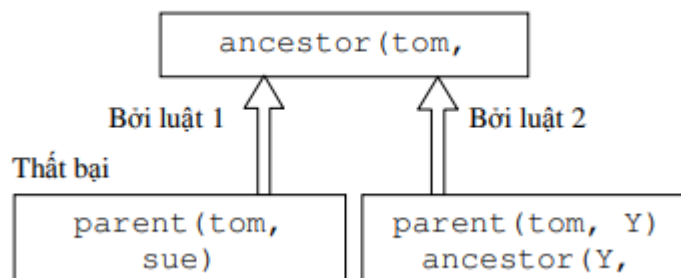 ancestor(tom,
Bởi luật 1
Bởi luật 2
Thất bại
parent(tom,
sue)
parent(tom, Y)
ancestor(Y,